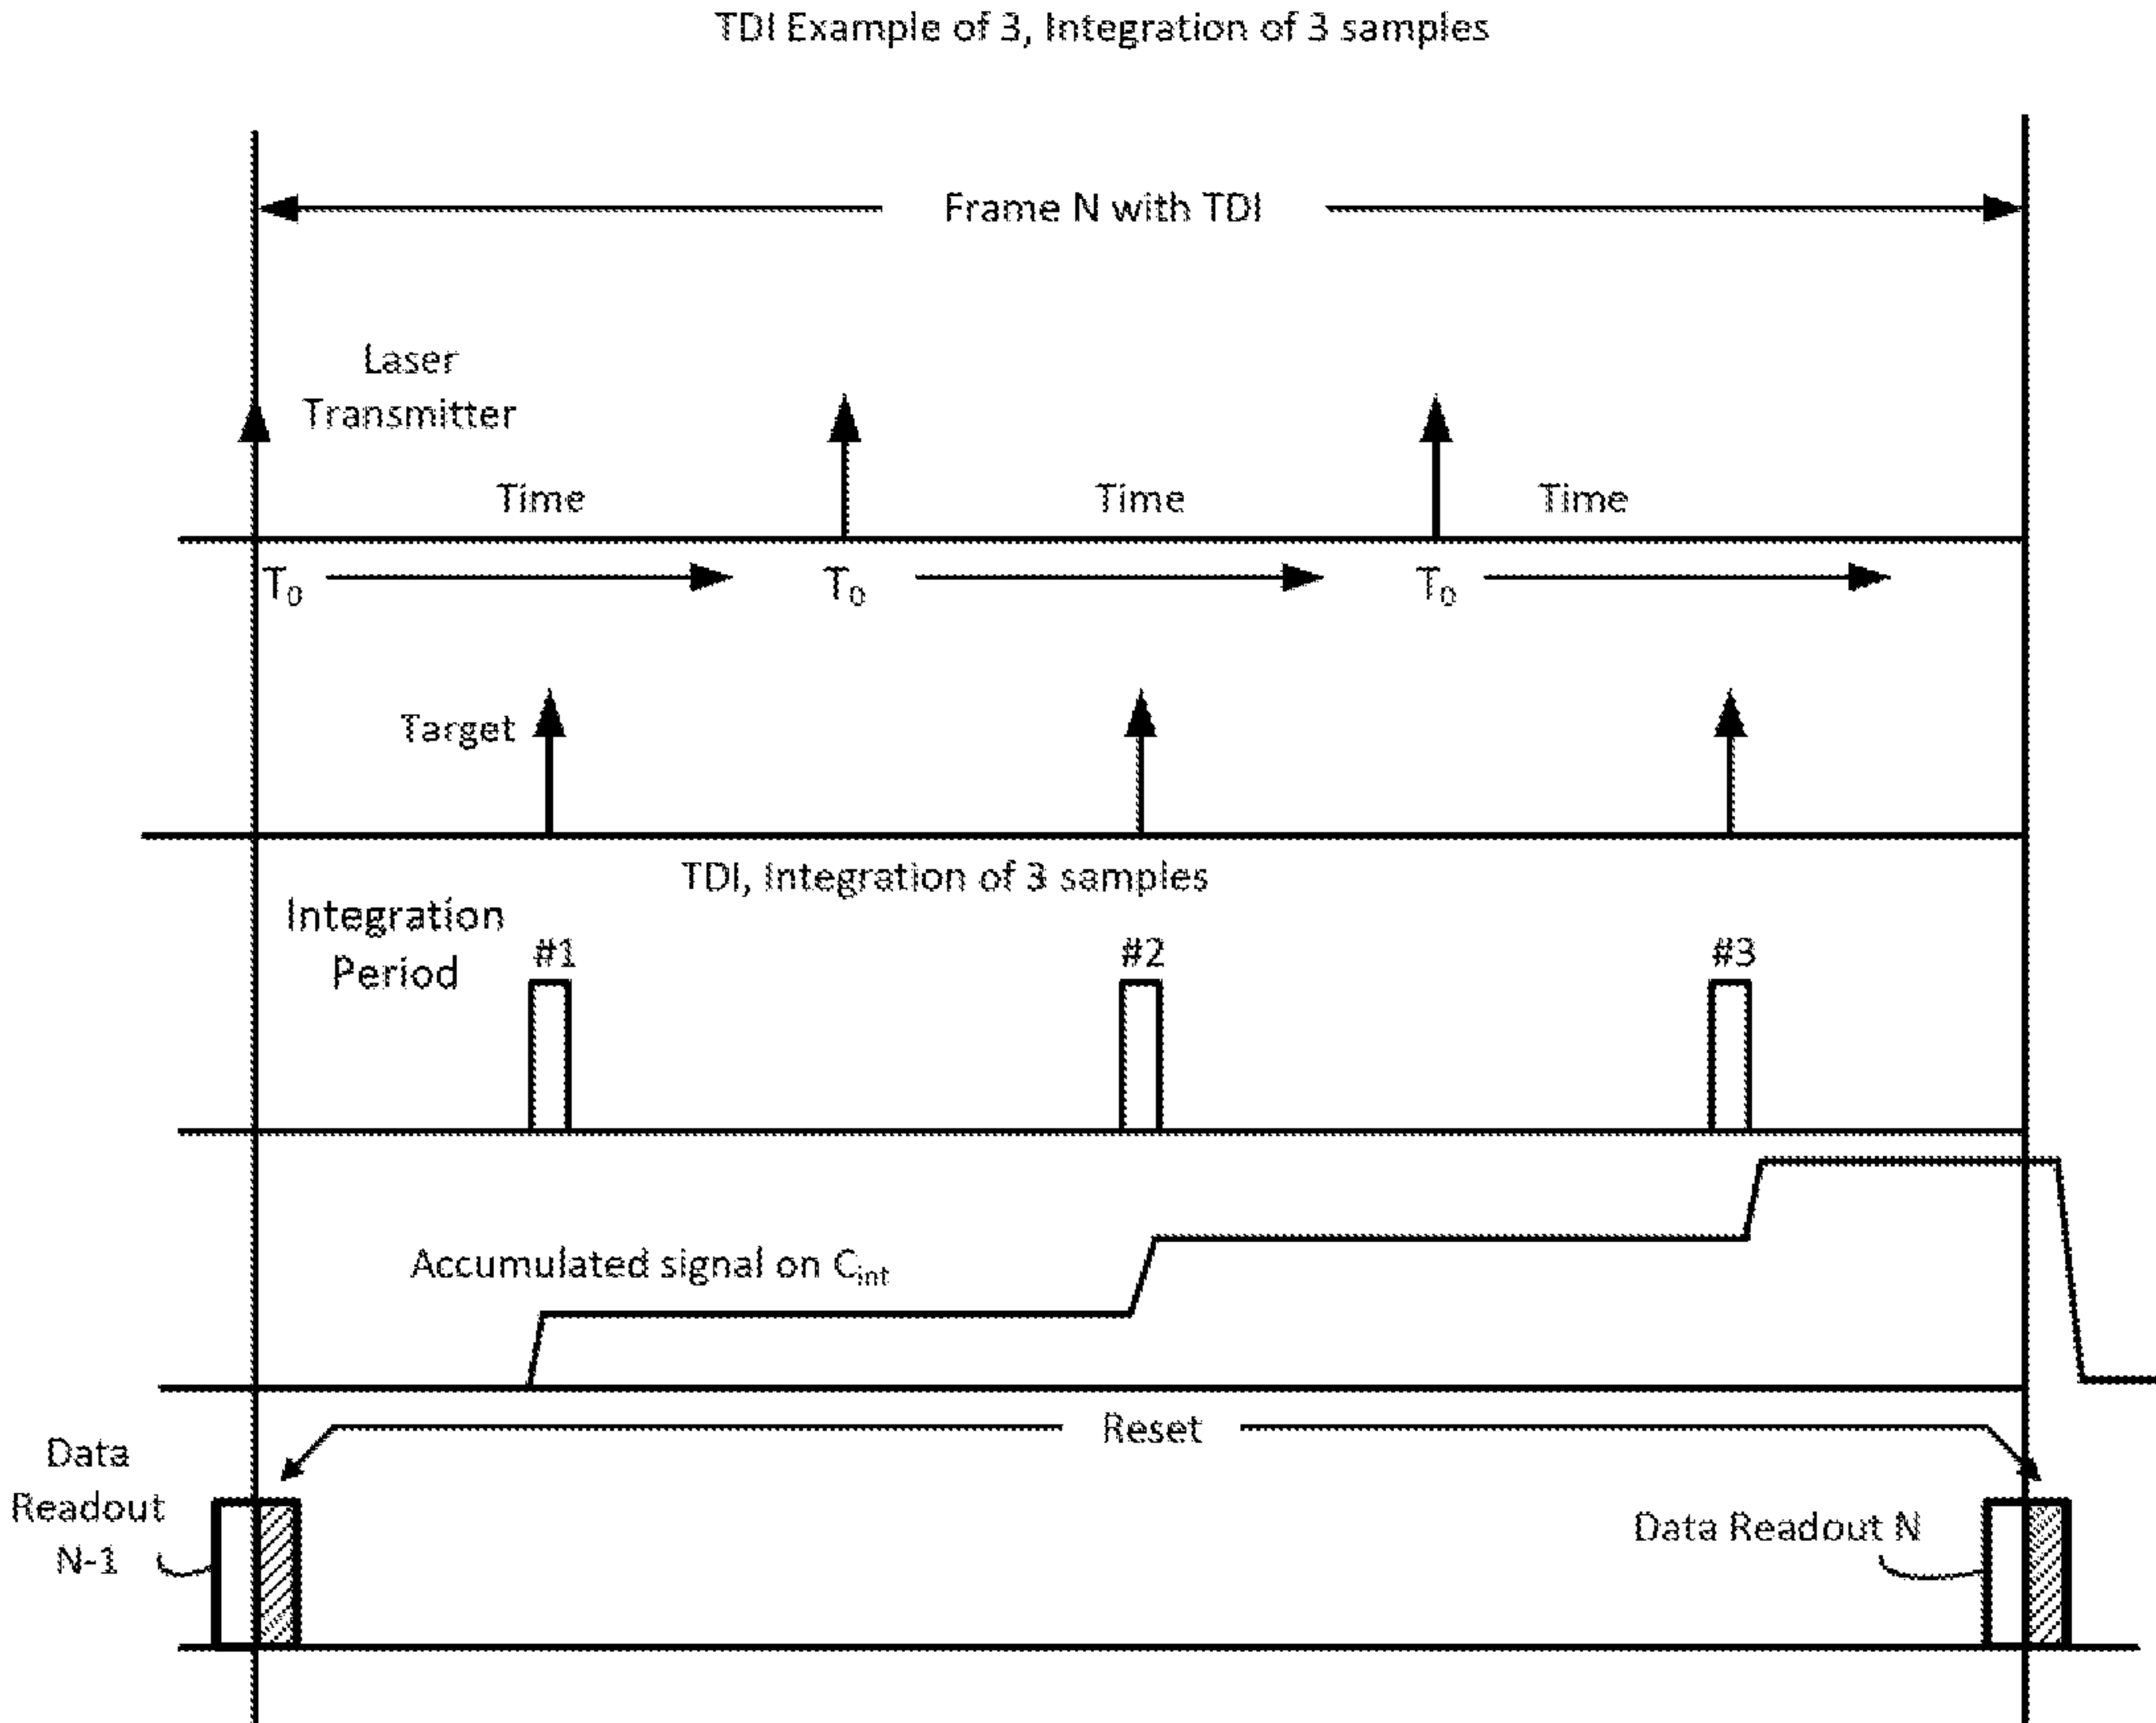 TDI Example of 3, Integration of 3 samples
Frame N with TDI
Laser
Transmitter
Time
Time
Time
T₀
T₀
T₀
Target
TDI, Integration of 3 samples
Integration
Period
#1
#2
#3
Accumulated signal on Cint
Reset
Data
Readout
N-1
Data Readout N